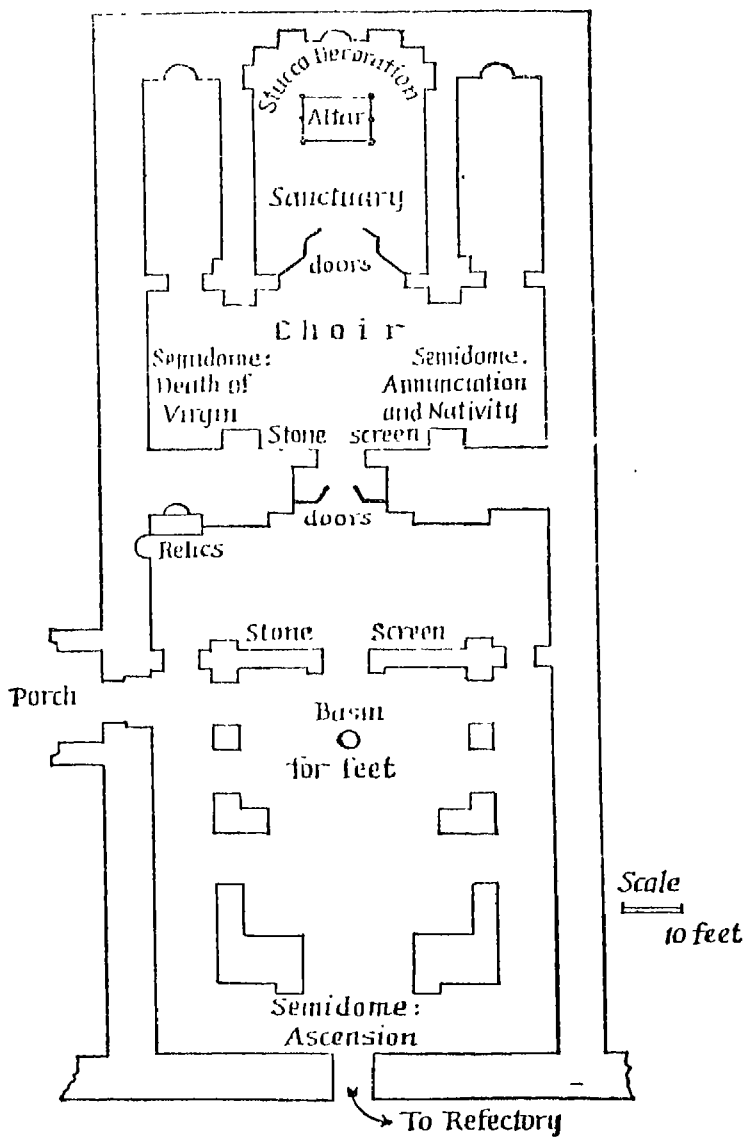 Stucco Decoration
Altar
Sanctuary
doors
Choir
Semidome:
Death of
Virgin
Semidome.
Annunciation
and Nativity
Stone screen
doors
Relics
Stone Screen
Porch
Basin
for feet
Scale
10 feet
Semidome:
Ascension
To Refectory